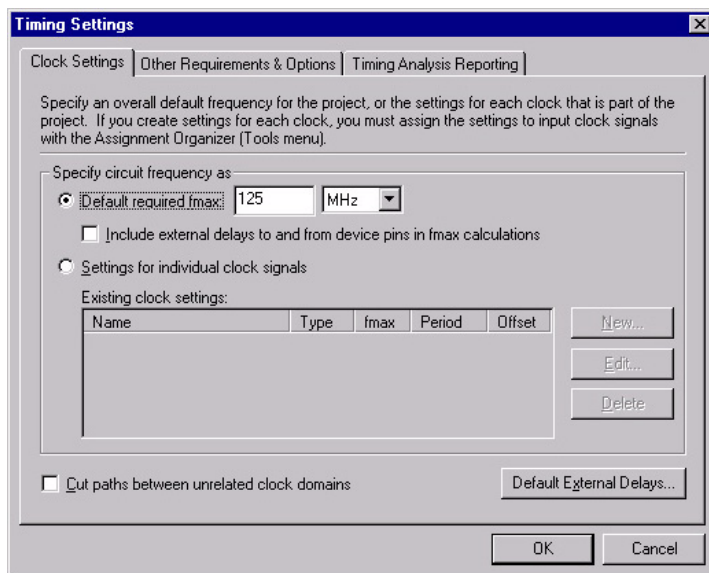 Timing Settings
Clock Settings
Other Requirements & Options
Timing Analysis Reporting
Specify an overall default frequency for the project, or the settings for each clock that is part of the
project. If you create settings for each clock, you must assign the settings to input clock signals
with the Assignment Organizer (Tools menu).
Specify circuit frequency as
Default required fmax: 125 MHz
Include external delays to and from device pins in fmax calculations
Settings for individual clock signals
Existing clock settings:
Name Type fmax Period Offset
New...
Edit...
Delete
Cut paths between unrelated clock domains
Default External Delays...
OK Cancel